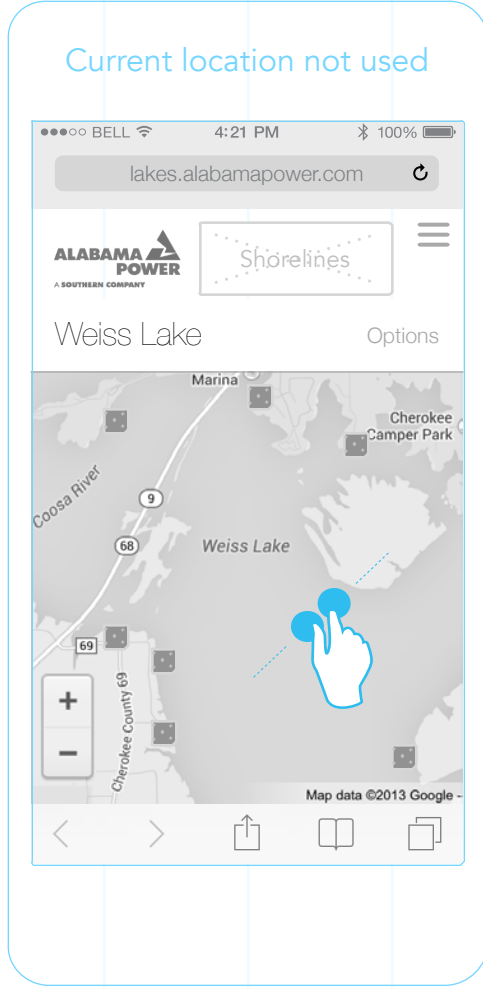 Current location not used
BELL 4:21 PM 100%
lakes.alabamapower.com
ALABAMA
POWER
A SOUTHERN COMPANY
Shorelines
Weiss Lake Options
Marina
Cherokee
Camper Park
Coosa River
9
68
Weiss Lake
69
Cherokee County 69
+
−
Map data ©2013 Google -